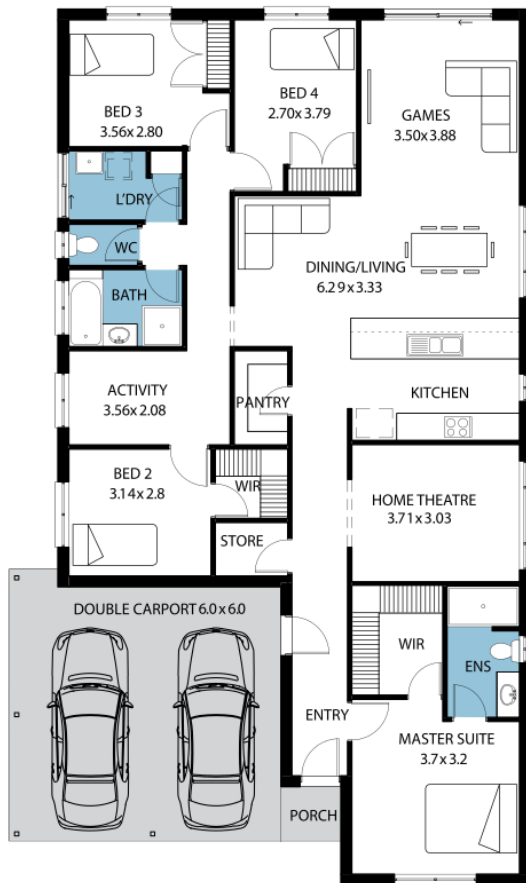 BED 3
3.56 x 2.80
BED 4
2.70 x 3.79
GAMES
3.50 x 3.88
L'DRY
WC
BATH
DINING/LIVING
6.29 x 3.33
ACTIVITY
3.56 x 2.08
PANTRY
KITCHEN
BED 2
3.14 x 2.8
WIR
HOME THEATRE
3.71 x 3.03
STORE
DOUBLE CARPORT 6.0 x 6.0
WIR
ENS
ENTRY
MASTER SUITE
3.7 x 3.2
PORCH